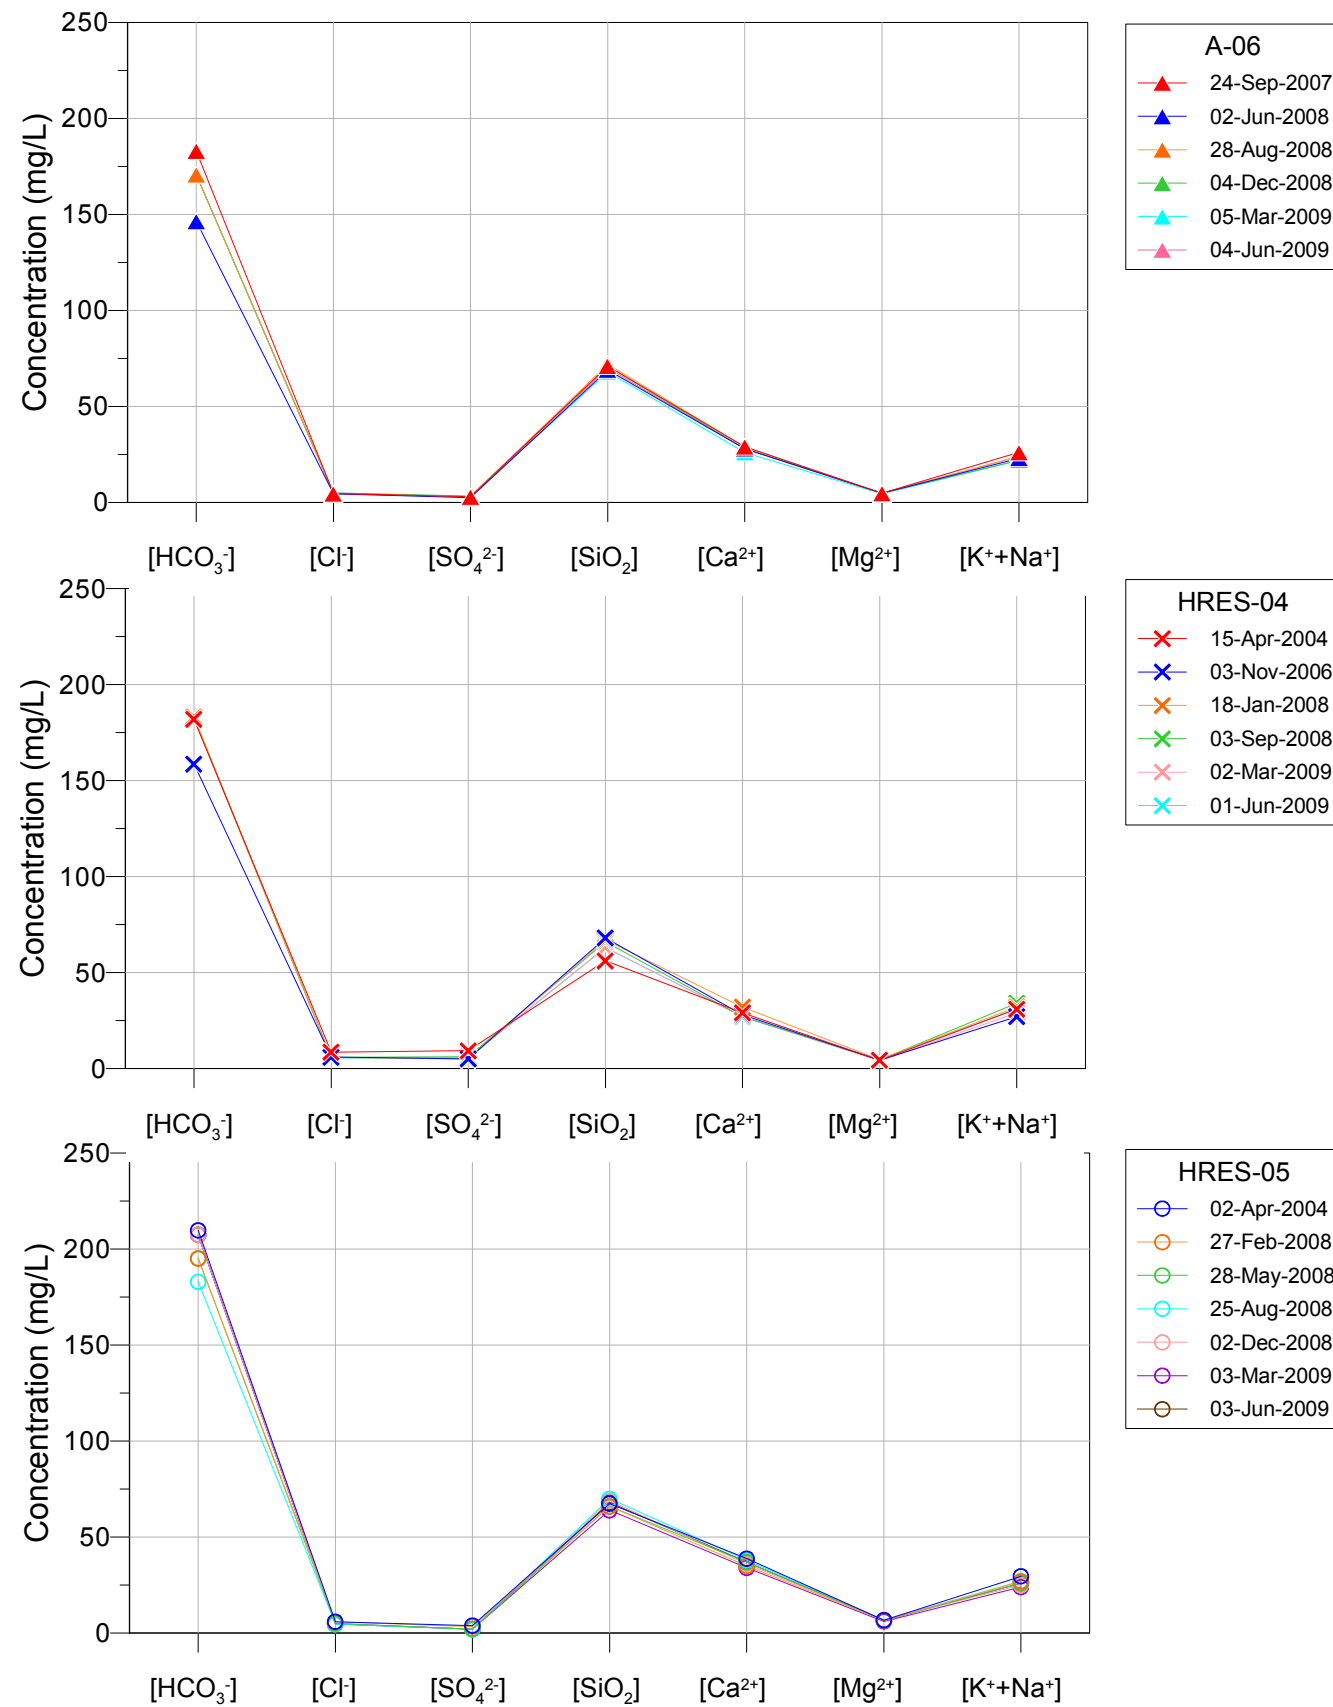 250
200
150
100
50
0
Concentration (mg/L)
[HCO₃⁻] [Cl⁻] [SO₄²⁻] [SiO₂] [Ca²⁺] [Mg²⁺] [K⁺+Na⁺]
A-06
24-Sep-2007
02-Jun-2008
28-Aug-2008
04-Dec-2008
05-Mar-2009
04-Jun-2009
250
200
150
100
50
0
Concentration (mg/L)
[HCO₃⁻] [Cl⁻] [SO₄²⁻] [SiO₂] [Ca²⁺] [Mg²⁺] [K⁺+Na⁺]
HRES-04
15-Apr-2004
03-Nov-2006
18-Jan-2008
03-Sep-2008
02-Mar-2009
01-Jun-2009
250
200
150
100
50
0
Concentration (mg/L)
[HCO₃⁻] [Cl⁻] [SO₄²⁻] [SiO₂] [Ca²⁺] [Mg²⁺] [K⁺+Na⁺]
HRES-05
02-Apr-2004
27-Feb-2008
28-May-2008
25-Aug-2008
02-Dec-2008
03-Mar-2009
03-Jun-2009